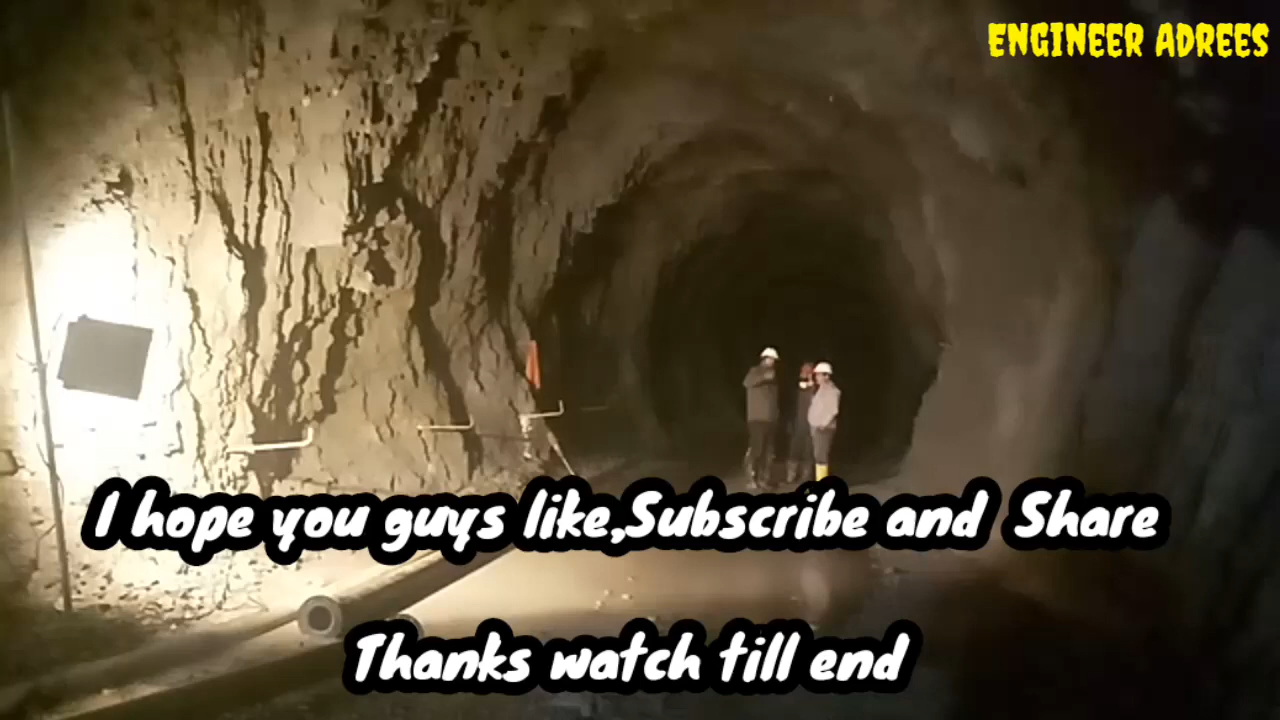 ENGINEER ADREES
I hope you guys like,Subscribe and Share
Thanks watch till end